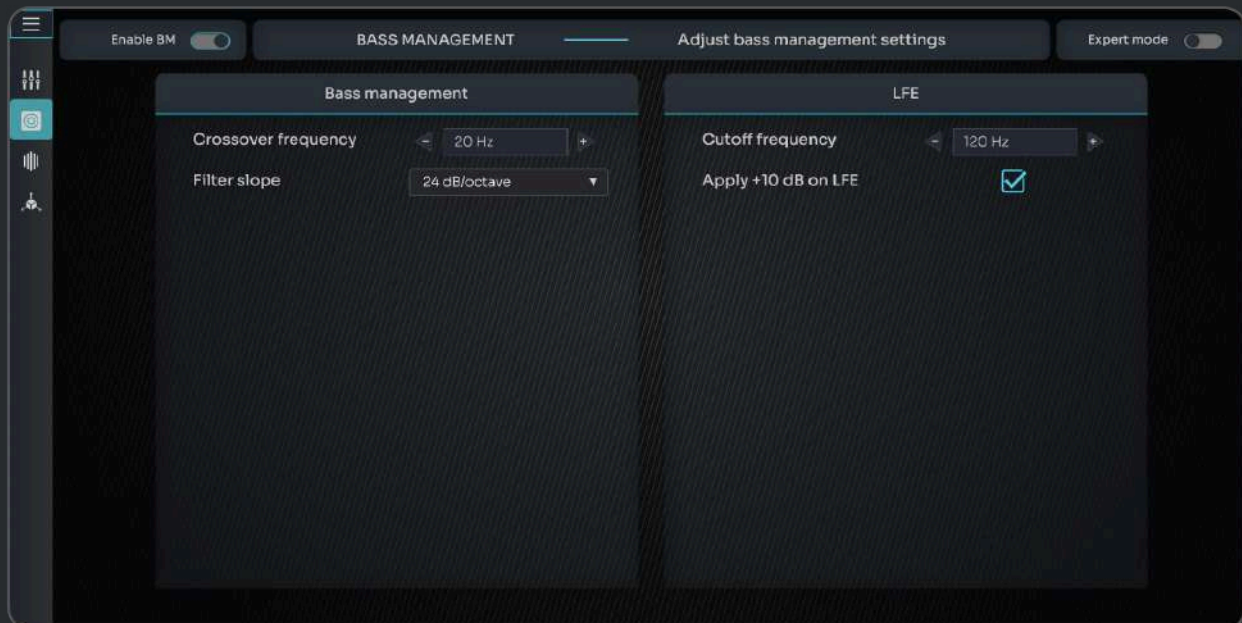 Enable BM
BASS MANAGEMENT
Adjust bass management settings
Expert mode
Bass management
Crossover frequency - 20 Hz +
Filter slope 24 dB/octave
LFE
Cutoff frequency - 120 Hz +
Apply +10 dB on LFE